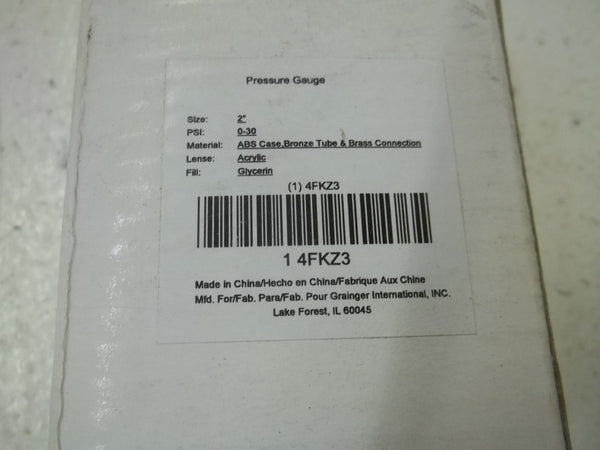 Pressure Gauge
Size: 2"
PSI: 0-30
Material: ABS Case,Bronze Tube & Brass Connection
Lense: Acrylic
Fill: Glycerin
(1) 4FKZ3
1 4FKZ3
Made in China/Hecho en China/Fabrique Aux Chine
Mfd. For/Fab. Para/Fab. Pour Grainger International, INC.
Lake Forest, IL 60045